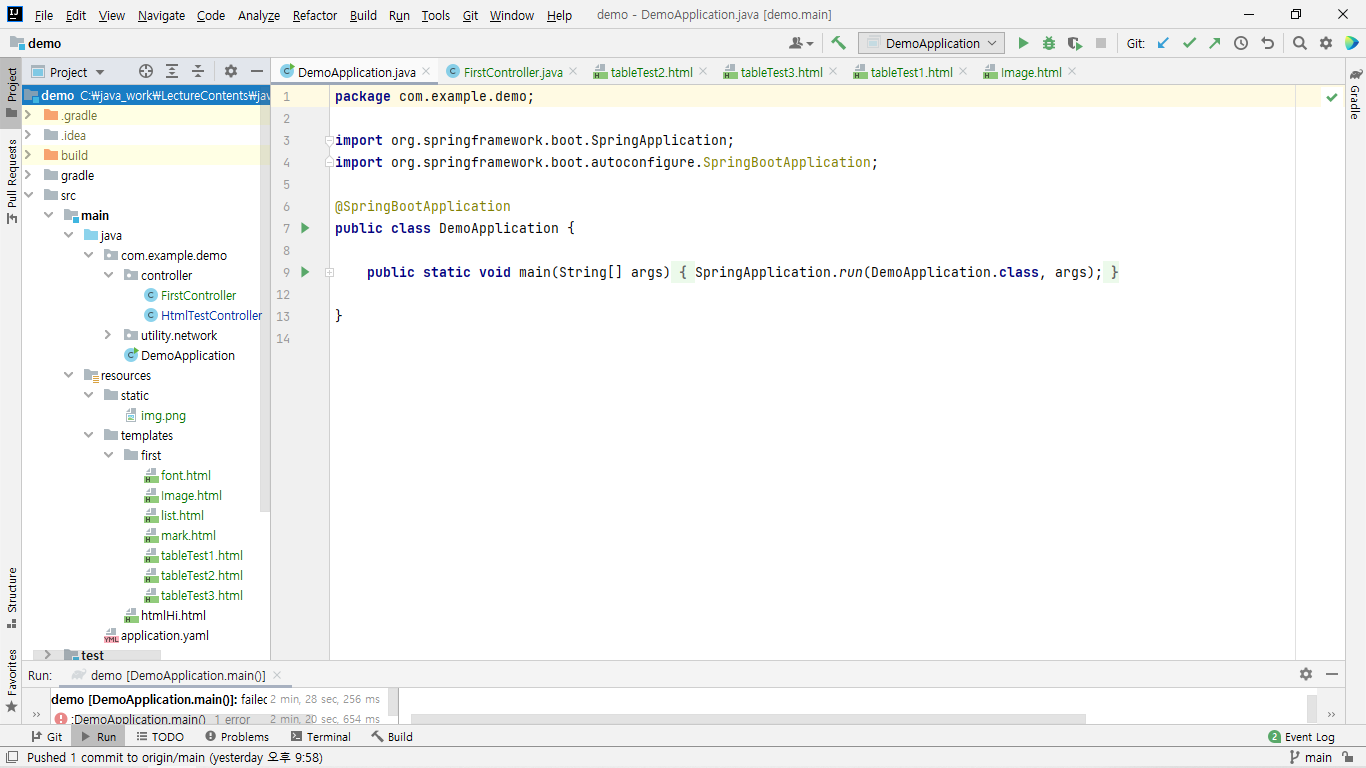 File Edit View Navigate Code Analyze Refactor Build Run Tools Git Window Help demo - DemoApplication.java [demo.main]
demo DemoApplication Git:
Project
DemoApplication.java FirstController.java tableTest2.html tableTest3.html tableTest1.html Image.html
Project
Pull Requests
Structure
Favorites
Gradle
demo C:₩java_work₩LectureContents₩jav
.gradle
.idea
build
gradle
src
main
java
com.example.demo
controller
FirstController
HtmlTestController
utility.network
DemoApplication
resources
static
img.png
templates
first
font.html
Image.html
list.html
mark.html
tableTest1.html
tableTest2.html
tableTest3.html
htmlHi.html
application.yaml
test
1 package com.example.demo;
2
3 import org.springframework.boot.SpringApplication;
4 import org.springframework.boot.autoconfigure.SpringBootApplication;
5
6 @SpringBootApplication
7 public class DemoApplication {
8
9 public static void main(String[] args) { SpringApplication.run(DemoApplication.class, args); }
12
13 }
14
Run: demo [DemoApplication.main()]
demo [DemoApplication.main()]: failed 2 min, 28 sec, 256 ms
:DemoApplication.main() 1 error 2 min, 20 sec, 654 ms
Git Run TODO Problems Terminal Build 2 Event Log
Pushed 1 commit to origin/main (yesterday 오후 9:58) main